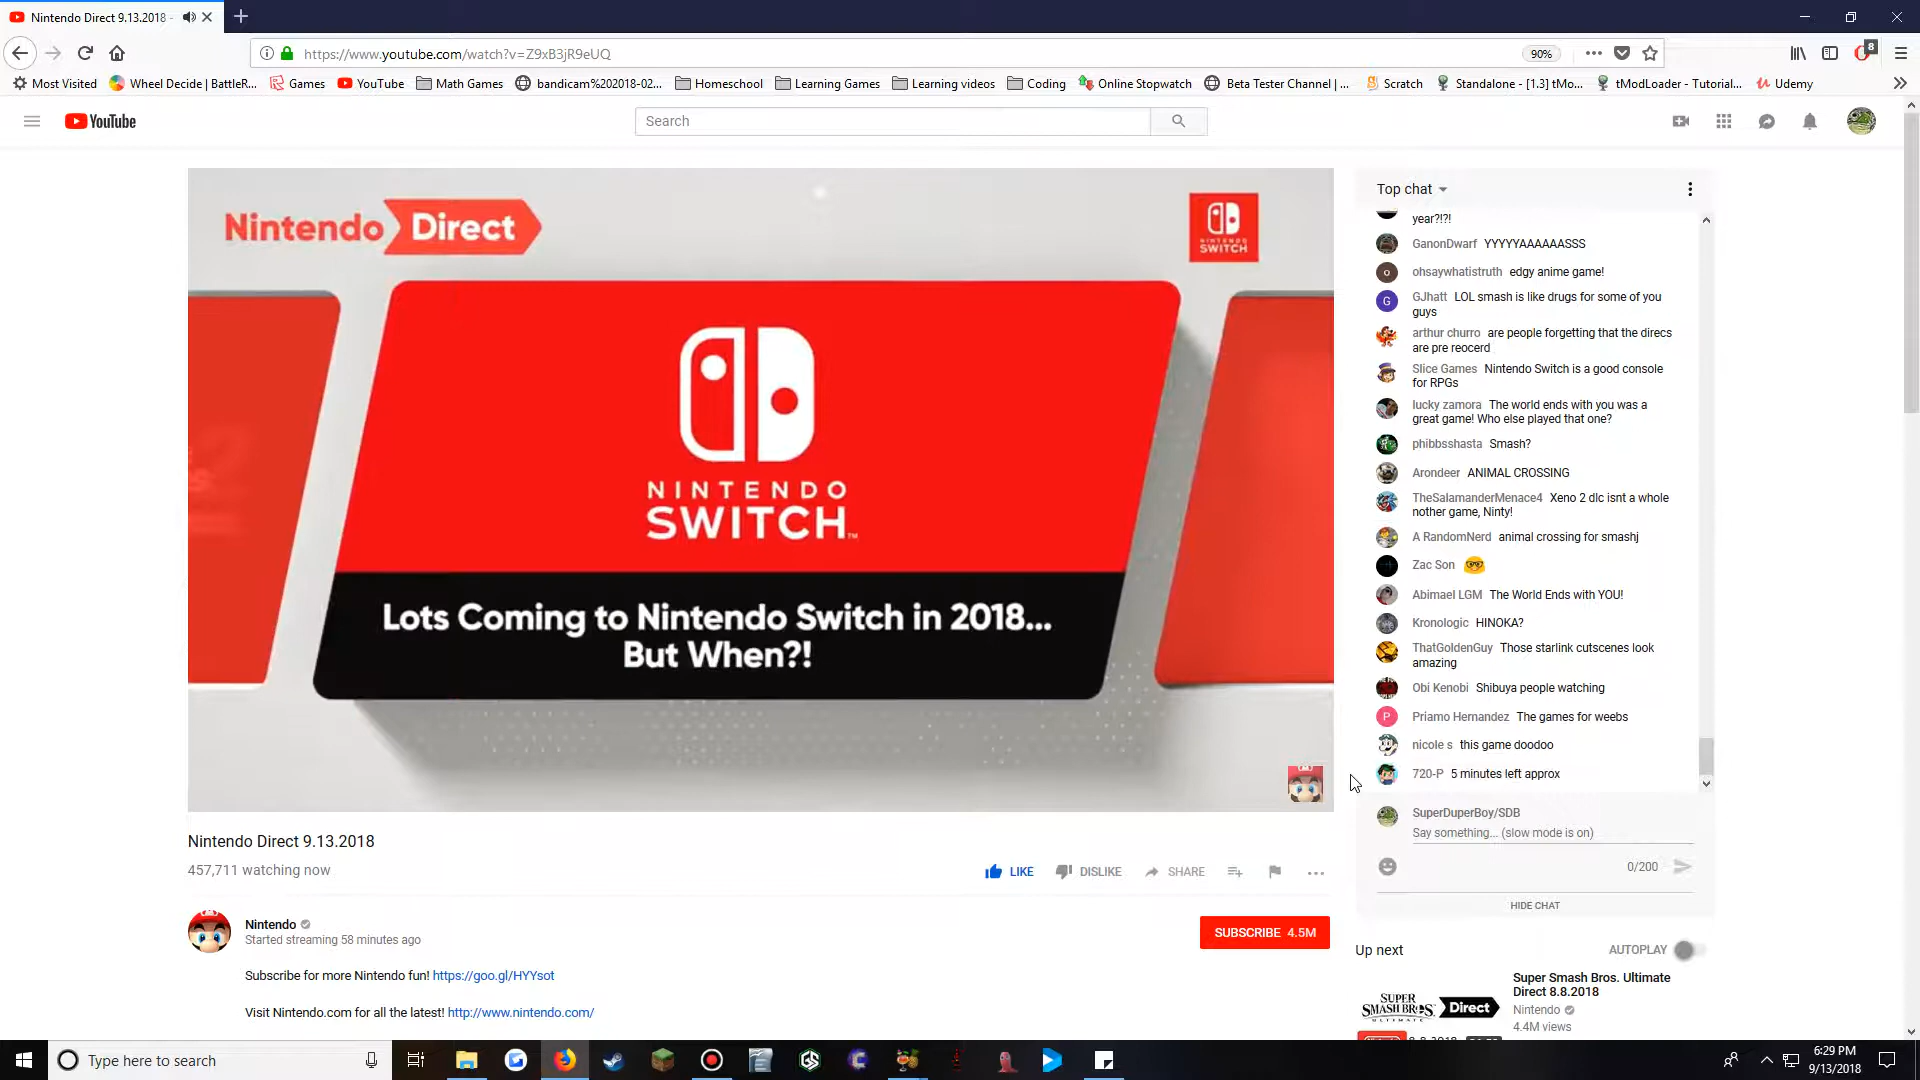 Nintendo Direct 9.13.2018 -
https://www.youtube.com/watch?v=Z9xB3jR9eUQ
90%
8
Most Visited
Wheel Decide | BattleR...
Games
YouTube
Math Games
bandicam%202018-02...
Homeschool
Learning Games
Learning videos
Coding
Online Stopwatch
Beta Tester Channel | ...
Scratch
Standalone - [1.3] tMo...
tModLoader - Tutorial...
Udemy
YouTube
Search
Nintendo Direct
NINTENDO
SWITCH
NINTENDO
SWITCH™
Lots Coming to Nintendo Switch in 2018...
But When?!
Nintendo Direct 9.13.2018
457,711 watching now
LIKE
DISLIKE
SHARE
Nintendo
Started streaming 58 minutes ago
SUBSCRIBE 4.5M
Subscribe for more Nintendo fun! https://goo.gl/HYYsot
Visit Nintendo.com for all the latest! http://www.nintendo.com/
Top chat
year?!?!
GanonDwarf YYYYYAAAAAASSS
o
ohsaywhatistruth edgy anime game!
G
GJhatt LOL smash is like drugs for some of you
guys
arthur churro are people forgetting that the direcs
are pre reocerd
Slice Games Nintendo Switch is a good console
for RPGs
lucky zamora The world ends with you was a
great game! Who else played that one?
phibbsshasta Smash?
Arondeer ANIMAL CROSSING
TheSalamanderMenace4 Xeno 2 dlc isnt a whole
nother game, Ninty!
A RandomNerd animal crossing for smashj
Zac Son
Abimael LGM The World Ends with YOU!
Kronologic HINOKA?
ThatGoldenGuy Those starlink cutscenes look
amazing
Obi Kenobi Shibuya people watching
P
Priamo Hernandez The games for weebs
nicole s this game doodoo
720-P 5 minutes left approx
SuperDuperBoy/SDB
Say something... (slow mode is on)
0/200
HIDE CHAT
Up next
AUTOPLAY
SUPER
SMASH BROS.
ULTIMATE
Direct
Super Smash Bros. Ultimate
Direct 8.8.2018
Nintendo
4.4M views
Type here to search
6:29 PM
9/13/2018